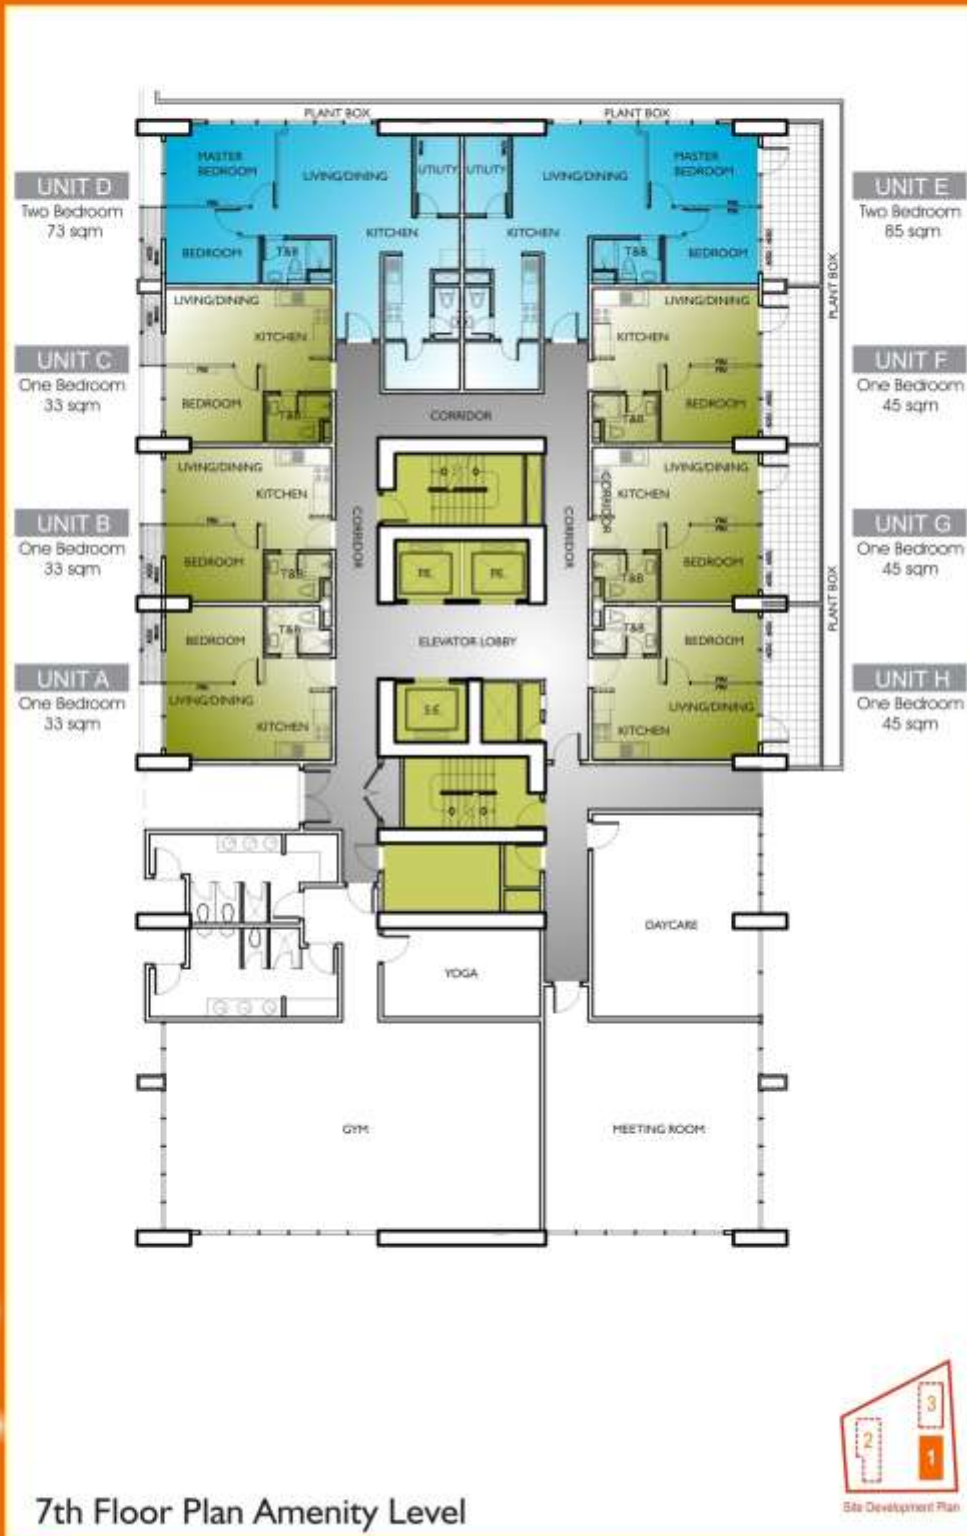 PLANT BOX
PLANT BOX
UNIT D
Two Bedroom
73 sqm
MASTER
BEDROOM
LIVING/DINING
UTILITY
UTILITY
LIVING/DINING
MASTER
BEDROOM
UNIT E
Two Bedroom
85 sqm
KITCHEN
KITCHEN
BEDROOM
T&B
T&B
BEDROOM
PLANT BOX
LIVING/DINING
KITCHEN
LIVING/DINING
KITCHEN
UNIT C
One Bedroom
33 sqm
BEDROOM
T&B
CORRIDOR
T&B
BEDROOM
UNIT F
One Bedroom
45 sqm
LIVING/DINING
KITCHEN
LIVING/DINING
KITCHEN
UNIT B
One Bedroom
33 sqm
CORRIDOR
CORRIDOR
CORRIDOR
UNIT G
One Bedroom
45 sqm
BEDROOM
T&B
P.E.
P.E.
T&B
BEDROOM
PLANT BOX
BEDROOM
T&B
ELEVATOR LOBBY
T&B
BEDROOM
UNIT A
One Bedroom
33 sqm
LIVING/DINING
KITCHEN
S.E.
LIVING/DINING
KITCHEN
UNIT H
One Bedroom
45 sqm
DAYCARE
YOGA
GYM
MEETING ROOM
3
2
1
Site Development Plan
7th Floor Plan Amenity Level